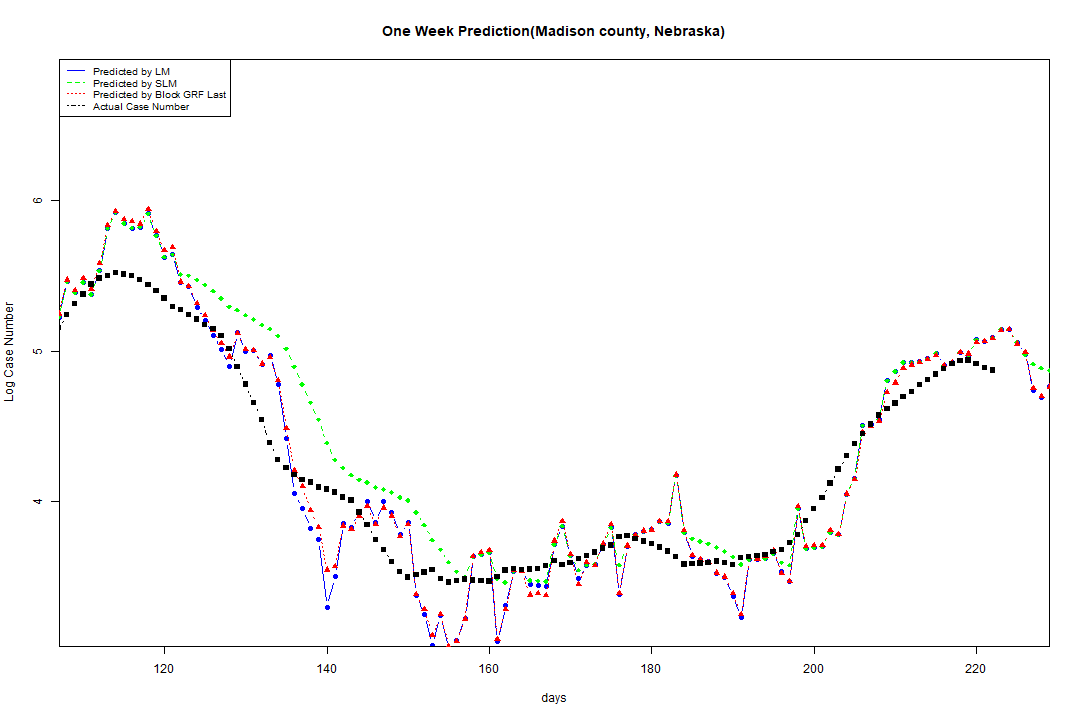 One Week Prediction(Madison county, Nebraska)
Predicted by LM
Predicted by SLM
Predicted by Block GRF Last
Actual Case Number
6
5
4
Log Case Number
120 140 160 180 200 220
days